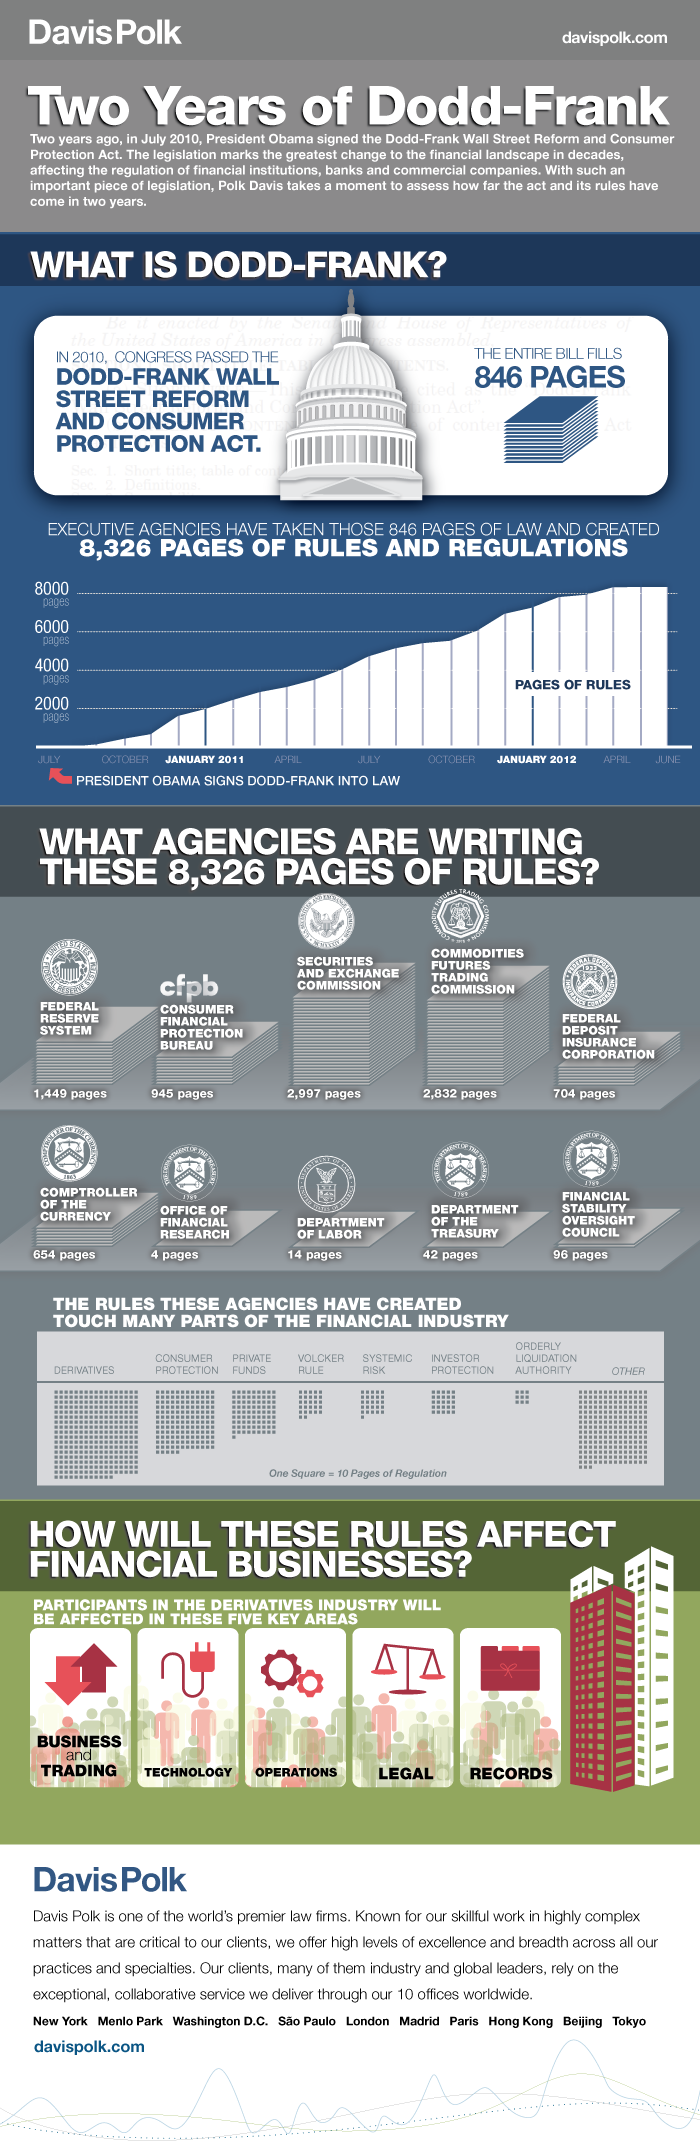 Davis Polk
davispolk.com
Two Years of Dodd-Frank
Two years ago, in July 2010, President Obama signed the Dodd-Frank Wall Street Reform and Consumer
Protection Act. The legislation marks the greatest change to the financial landscape in decades,
affecting the regulation of financial institutions, banks and commercial companies. With such an
important piece of legislation, Polk Davis takes a moment to assess how far the act and its rules have
come in two years.
WHAT IS DODD-FRANK?
IN 2010, CONGRESS PASSED THE
DODD-FRANK WALL
STREET REFORM
AND CONSUMER
PROTECTION ACT.
THE ENTIRE BILL FILLS
846 PAGES
EXECUTIVE AGENCIES HAVE TAKEN THOSE 846 PAGES OF LAW AND CREATED
8,326 PAGES OF RULES AND REGULATIONS
8000
pages
6000
pages
4000
pages
2000
pages
PAGES OF RULES
JULY OCTOBER JANUARY 2011 APRIL JULY OCTOBER JANUARY 2012 APRIL JUNE
PRESIDENT OBAMA SIGNS DODD-FRANK INTO LAW
WHAT AGENCIES ARE WRITING
THESE 8,326 PAGES OF RULES?
FEDERAL
RESERVE
SYSTEM
1,449 pages
cfpb
CONSUMER
FINANCIAL
PROTECTION
BUREAU
945 pages
SECURITIES
AND EXCHANGE
COMMISSION
2,997 pages
COMMODITIES
FUTURES
TRADING
COMMISSION
2,832 pages
FEDERAL
DEPOSIT
INSURANCE
CORPORATION
704 pages
COMPTROLLER
OF THE
CURRENCY
654 pages
OFFICE OF
FINANCIAL
RESEARCH
4 pages
DEPARTMENT
OF LABOR
14 pages
DEPARTMENT
OF THE
TREASURY
42 pages
FINANCIAL
STABILITY
OVERSIGHT
COUNCIL
96 pages
THE RULES THESE AGENCIES HAVE CREATED
TOUCH MANY PARTS OF THE FINANCIAL INDUSTRY
DERIVATIVES
CONSUMER
PROTECTION
PRIVATE
FUNDS
VOLCKER
RULE
SYSTEMIC
RISK
INVESTOR
PROTECTION
ORDERLY
LIQUIDATION
AUTHORITY
OTHER
One Square = 10 Pages of Regulation
HOW WILL THESE RULES AFFECT
FINANCIAL BUSINESSES?
PARTICIPANTS IN THE DERIVATIVES INDUSTRY WILL
BE AFFECTED IN THESE FIVE KEY AREAS
BUSINESS
and
TRADING
TECHNOLOGY
OPERATIONS
LEGAL
RECORDS
Davis Polk
Davis Polk is one of the world's premier law firms. Known for our skillful work in highly complex
matters that are critical to our clients, we offer high levels of excellence and breadth across all our
practices and specialties. Our clients, many of them industry and global leaders, rely on the
exceptional, collaborative service we deliver through our 10 offices worldwide.
New York Menlo Park Washington D.C. São Paulo London Madrid Paris Hong Kong Beijing Tokyo
davispolk.com